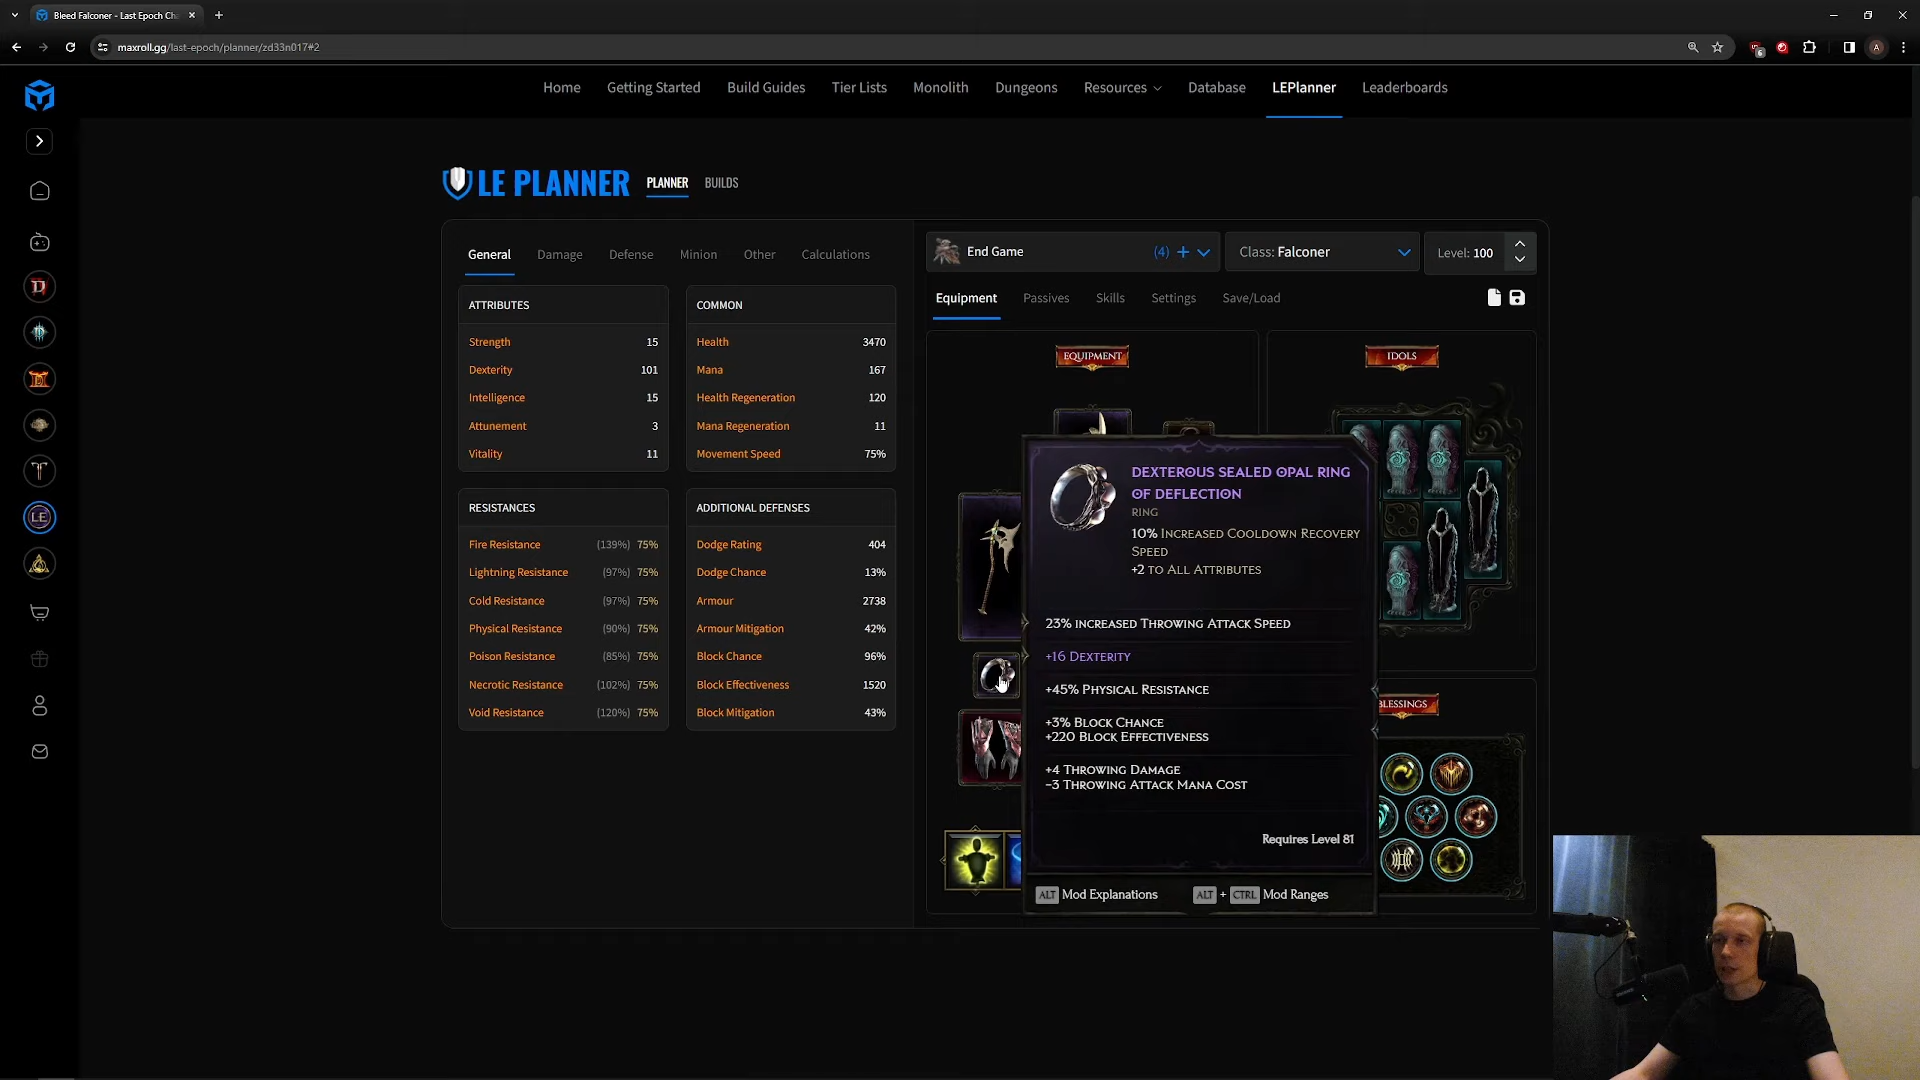 Bleed Falconer - Last Epoch Ch
maxroll.gg/last-epoch/planner/zd33n017#2
6
A
Home
Getting Started
Build Guides
Tier Lists
Monolith
Dungeons
Resources
Database
LEPlanner
Leaderboards
LE PLANNER
PLANNER
BUILDS
General
Damage
Defense
Minion
Other
Calculations
End Game
(4)
Class: Falconer
Level: 100
Equipment
Passives
Skills
Settings
Save/Load
ATTRIBUTES
Strength 15
Dexterity 101
Intelligence 15
Attunement 3
Vitality 11
COMMON
Health 3470
Mana 167
Health Regeneration 120
Mana Regeneration 11
Movement Speed 75%
RESISTANCES
Fire Resistance (139%) 75%
Lightning Resistance (97%) 75%
Cold Resistance (97%) 75%
Physical Resistance (90%) 75%
Poison Resistance (85%) 75%
Necrotic Resistance (102%) 75%
Void Resistance (120%) 75%
ADDITIONAL DEFENSES
Dodge Rating 404
Dodge Chance 13%
Armour 2738
Armour Mitigation 42%
Block Chance 96%
Block Effectiveness 1520
Block Mitigation 43%
EQUIPMENT
IDOLS
DEXTEROUS SEALED OPAL RING
OF DEFLECTION
RING
10% INCREASED COOLDOWN RECOVERY
SPEED
+2 TO ALL ATTRIBUTES
23% INCREASED THROWING ATTACK SPEED
+16 DEXTERITY
+45% PHYSICAL RESISTANCE
+3% BLOCK CHANCE
+220 BLOCK EFFECTIVENESS
+4 THROWING DAMAGE
-3 THROWING ATTACK MANA COST
Requires Level 81
ALT Mod Explanations
ALT + CTRL Mod Ranges
BLESSINGS
LE